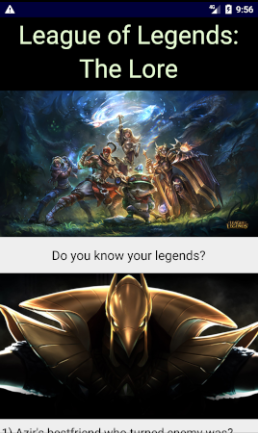 9:56
League of Legends:
The Lore
Do you know your legends?
1) Azir's bestfriend who turned enemy was?